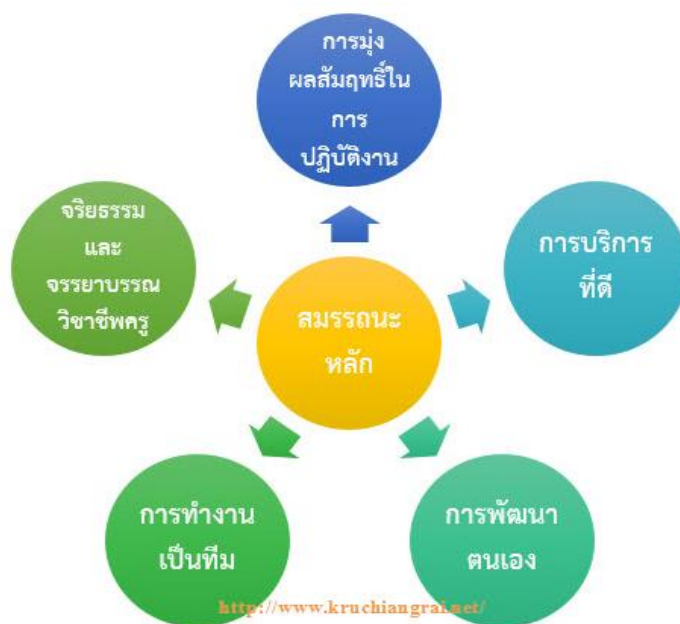 การมุ่ง
ผลสัมฤทธิ์ใน
การ
ปฏิบัติงาน
การบริการ
ที่ดี
การพัฒนา
ตนเอง
การทำงาน
เป็นทีม
จริยธรรม
และ
จรรยาบรรณ
วิชาชีพครู
สมรรถนะ
หลัก
http://www.kruchiangrai.net/